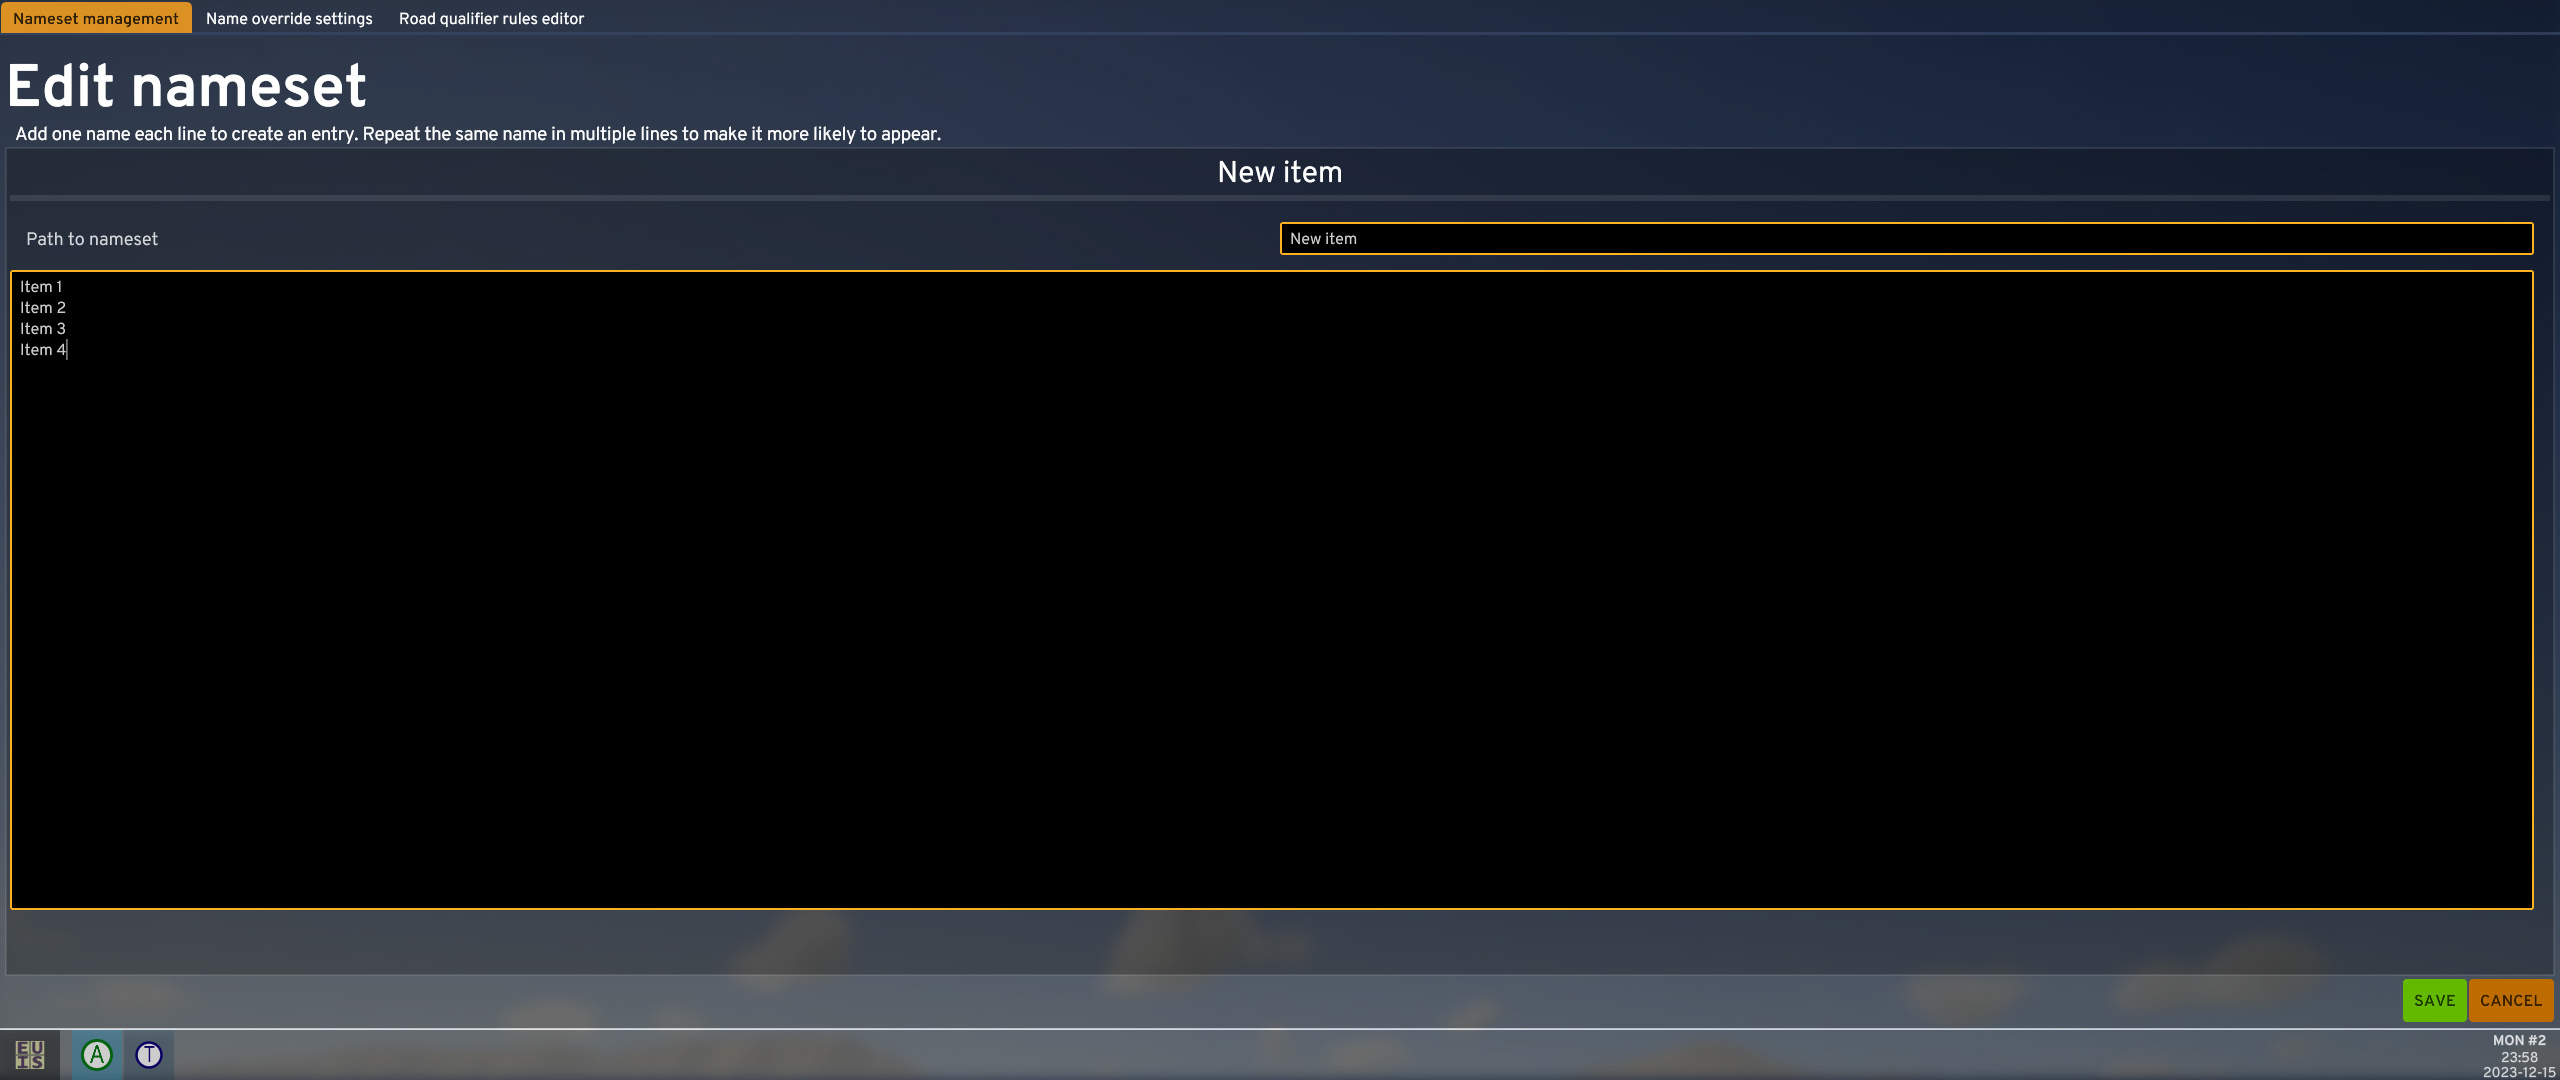 Nameset management Name override settings Road qualifier rules editor
Edit nameset
Add one name each line to create an entry. Repeat the same name in multiple lines to make it more likely to appear.
New item
Path to nameset New item
Item 1
Item 2
Item 3
Item 4
SAVE CANCEL
EU
IS
A T
MON #2
23:58
2023-12-15